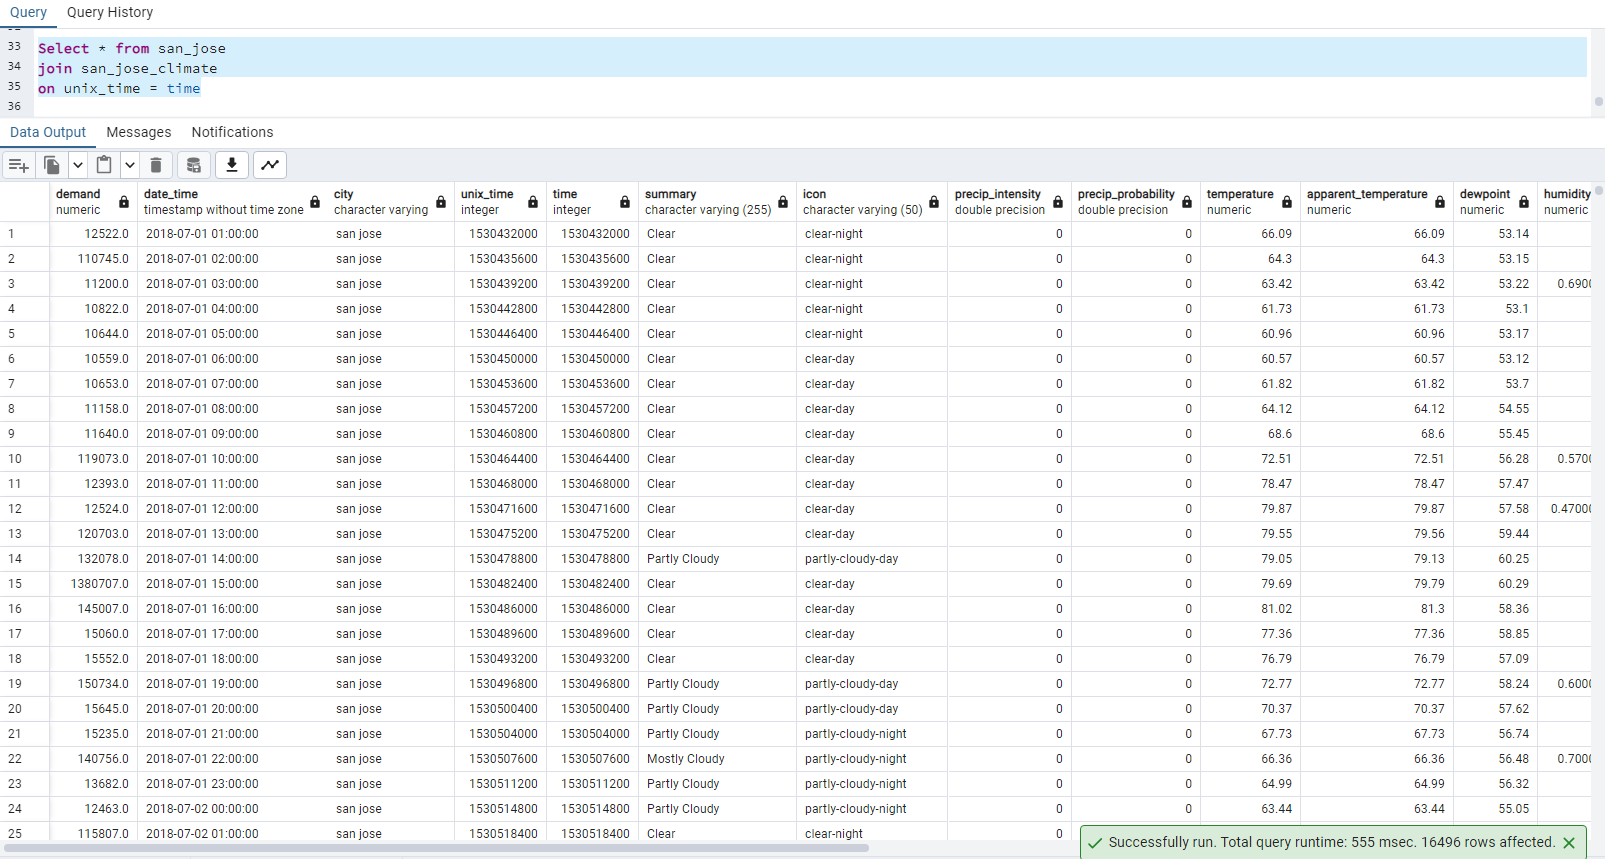 Query Query History
33 Select * from san_jose
34 join san_jose_climate
35 on unix_time = time
36
Data Output Messages Notifications
demand date_time city unix_time time summary icon precip_intensity precip_probability temperature apparent_temperature dewpoint humidity
numeric timestamp without time zone character varying integer integer character varying (255) character varying (50) double precision double precision numeric numeric numeric numeric
1 12522.0 2018-07-01 01:00:00 san jose 1530432000 1530432000 Clear clear-night 0 0 66.09 66.09 53.14
2 110745.0 2018-07-01 02:00:00 san jose 1530435600 1530435600 Clear clear-night 0 0 64.3 64.3 53.15
3 11200.0 2018-07-01 03:00:00 san jose 1530439200 1530439200 Clear clear-night 0 0 63.42 63.42 53.22 0.690
4 10822.0 2018-07-01 04:00:00 san jose 1530442800 1530442800 Clear clear-night 0 0 61.73 61.73 53.1
5 10644.0 2018-07-01 05:00:00 san jose 1530446400 1530446400 Clear clear-night 0 0 60.96 60.96 53.17
6 10559.0 2018-07-01 06:00:00 san jose 1530450000 1530450000 Clear clear-day 0 0 60.57 60.57 53.12
7 10653.0 2018-07-01 07:00:00 san jose 1530453600 1530453600 Clear clear-day 0 0 61.82 61.82 53.7
8 11158.0 2018-07-01 08:00:00 san jose 1530457200 1530457200 Clear clear-day 0 0 64.12 64.12 54.55
9 11640.0 2018-07-01 09:00:00 san jose 1530460800 1530460800 Clear clear-day 0 0 68.6 68.6 55.45
10 119073.0 2018-07-01 10:00:00 san jose 1530464400 1530464400 Clear clear-day 0 0 72.51 72.51 56.28 0.570
11 12393.0 2018-07-01 11:00:00 san jose 1530468000 1530468000 Clear clear-day 0 0 78.47 78.47 57.47
12 12524.0 2018-07-01 12:00:00 san jose 1530471600 1530471600 Clear clear-day 0 0 79.87 79.87 57.58 0.4700
13 120703.0 2018-07-01 13:00:00 san jose 1530475200 1530475200 Clear clear-day 0 0 79.55 79.56 59.44
14 132078.0 2018-07-01 14:00:00 san jose 1530478800 1530478800 Partly Cloudy partly-cloudy-day 0 0 79.05 79.13 60.25
15 1380707.0 2018-07-01 15:00:00 san jose 1530482400 1530482400 Clear clear-day 0 0 79.69 79.79 60.29
16 145007.0 2018-07-01 16:00:00 san jose 1530486000 1530486000 Clear clear-day 0 0 81.02 81.3 58.36
17 15060.0 2018-07-01 17:00:00 san jose 1530489600 1530489600 Clear clear-day 0 0 77.36 77.36 58.85
18 15552.0 2018-07-01 18:00:00 san jose 1530493200 1530493200 Clear clear-day 0 0 76.79 76.79 57.09
19 150734.0 2018-07-01 19:00:00 san jose 1530496800 1530496800 Partly Cloudy partly-cloudy-day 0 0 72.77 72.77 58.24 0.600
20 15645.0 2018-07-01 20:00:00 san jose 1530500400 1530500400 Partly Cloudy partly-cloudy-day 0 0 70.37 70.37 57.62
21 15235.0 2018-07-01 21:00:00 san jose 1530504000 1530504000 Partly Cloudy partly-cloudy-night 0 0 67.73 67.73 56.74
22 140756.0 2018-07-01 22:00:00 san jose 1530507600 1530507600 Mostly Cloudy partly-cloudy-night 0 0 66.36 66.36 56.48 0.700
23 13682.0 2018-07-01 23:00:00 san jose 1530511200 1530511200 Partly Cloudy partly-cloudy-night 0 0 64.99 64.99 56.32
24 12463.0 2018-07-02 00:00:00 san jose 1530514800 1530514800 Partly Cloudy partly-cloudy-night 0 0 63.44 63.44 55.05
25 115807.0 2018-07-02 01:00:00 san jose 1530518400 1530518400 Clear clear-night 0
Successfully run. Total query runtime: 555 msec. 16496 rows affected.